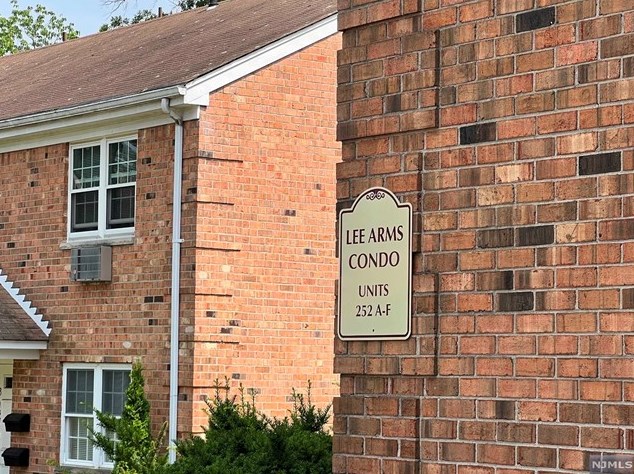 LEE ARMS
CONDO
UNITS
252 A-F
NJMLS